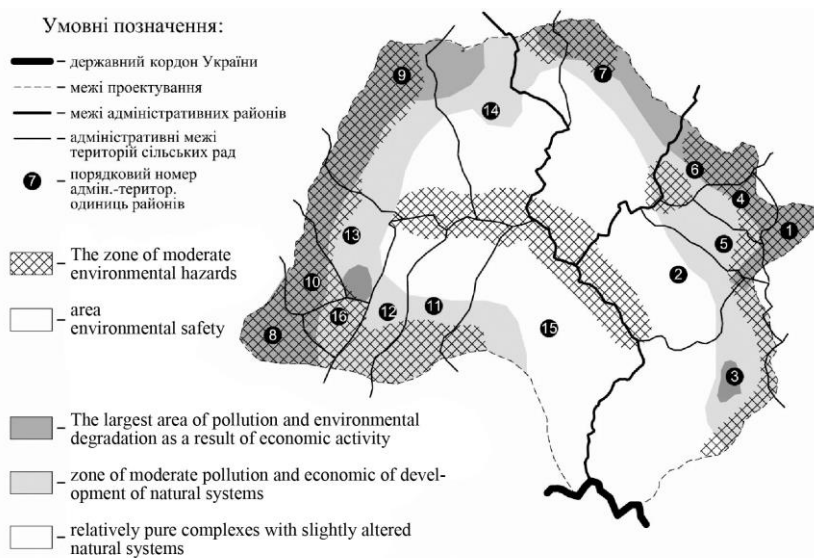 Умовні позначення:
– державний кордон України
– межі проектування
– межі адміністративних районів
– адміністративні межі
територій сільських рад
7 – порядковий номер
адмін.-територ.
одиниць районів
– The zone of moderate
environmental hazards
– area
environmental safety
– The largest area of pollution and environmental
degradation as a result of economic activity
– zone of moderate pollution and economic of devel-
opment of natural systems
– relatively pure complexes with slightly altered
natural systems
9
7
14
6
4
1
13
5
10
2
12
11
16
15
8
3